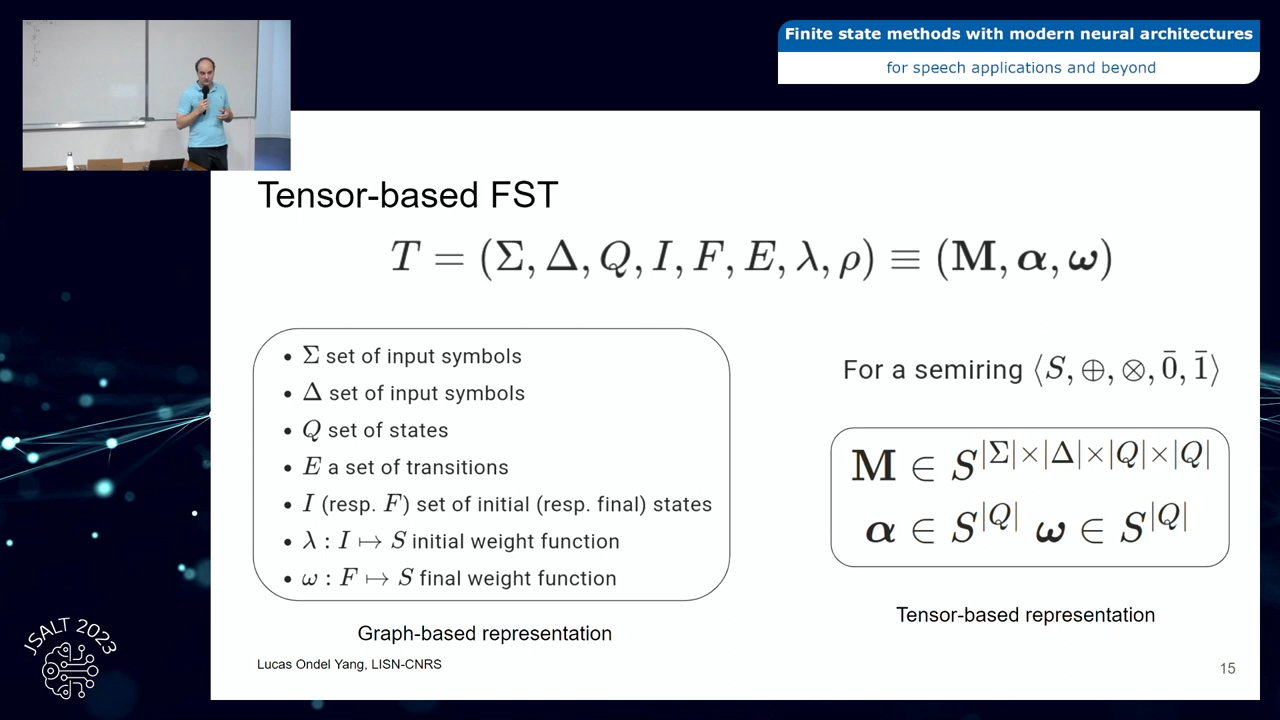 Finite state methods with modern neural architectures
for speech applications and beyond
Tensor-based FST
T = (Σ, Δ, Q, I, F, E, λ, ρ) ≡ (M, α, ω)
• Σ set of input symbols
• Δ set of input symbols
• Q set of states
• E a set of transitions
• I (resp. F) set of initial (resp. final) states
• λ : I ↦ S initial weight function
• ω : F ↦ S final weight function
Graph-based representation
For a semiring ⟨S, ⊕, ⊗, 0̄, 1̄⟩
M ∈ S^{|Σ|×|Δ|×|Q|×|Q|}
α ∈ S^{|Q|} ω ∈ S^{|Q|}
Tensor-based representation
Lucas Ondel Yang, LISN-CNRS
15
JSALT 2023